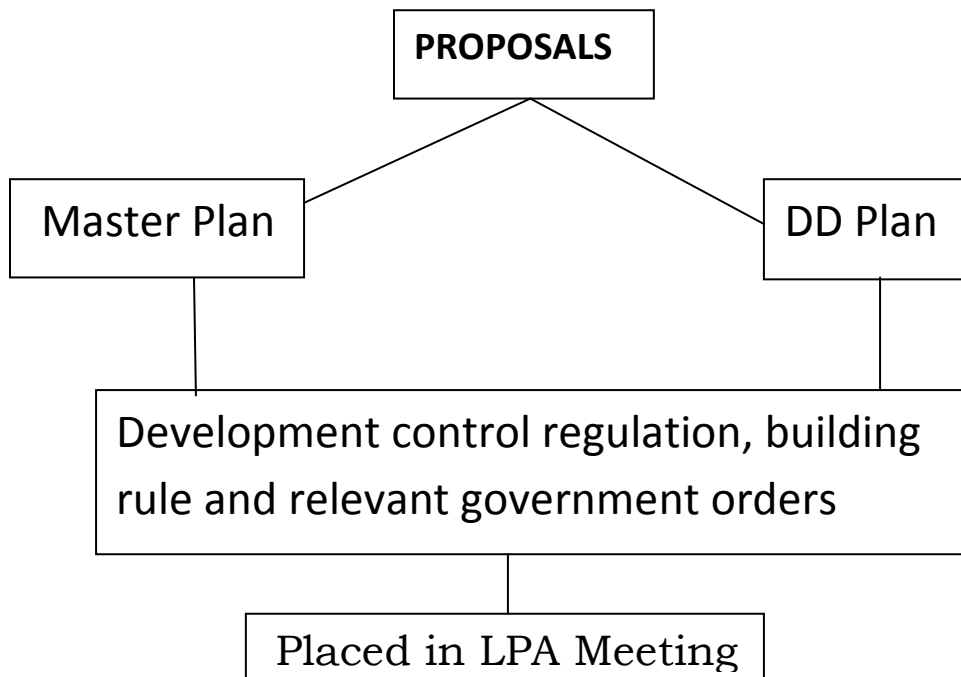 PROPOSALS
Master Plan
DD Plan
Development control regulation, building
rule and relevant government orders
Placed in LPA Meeting